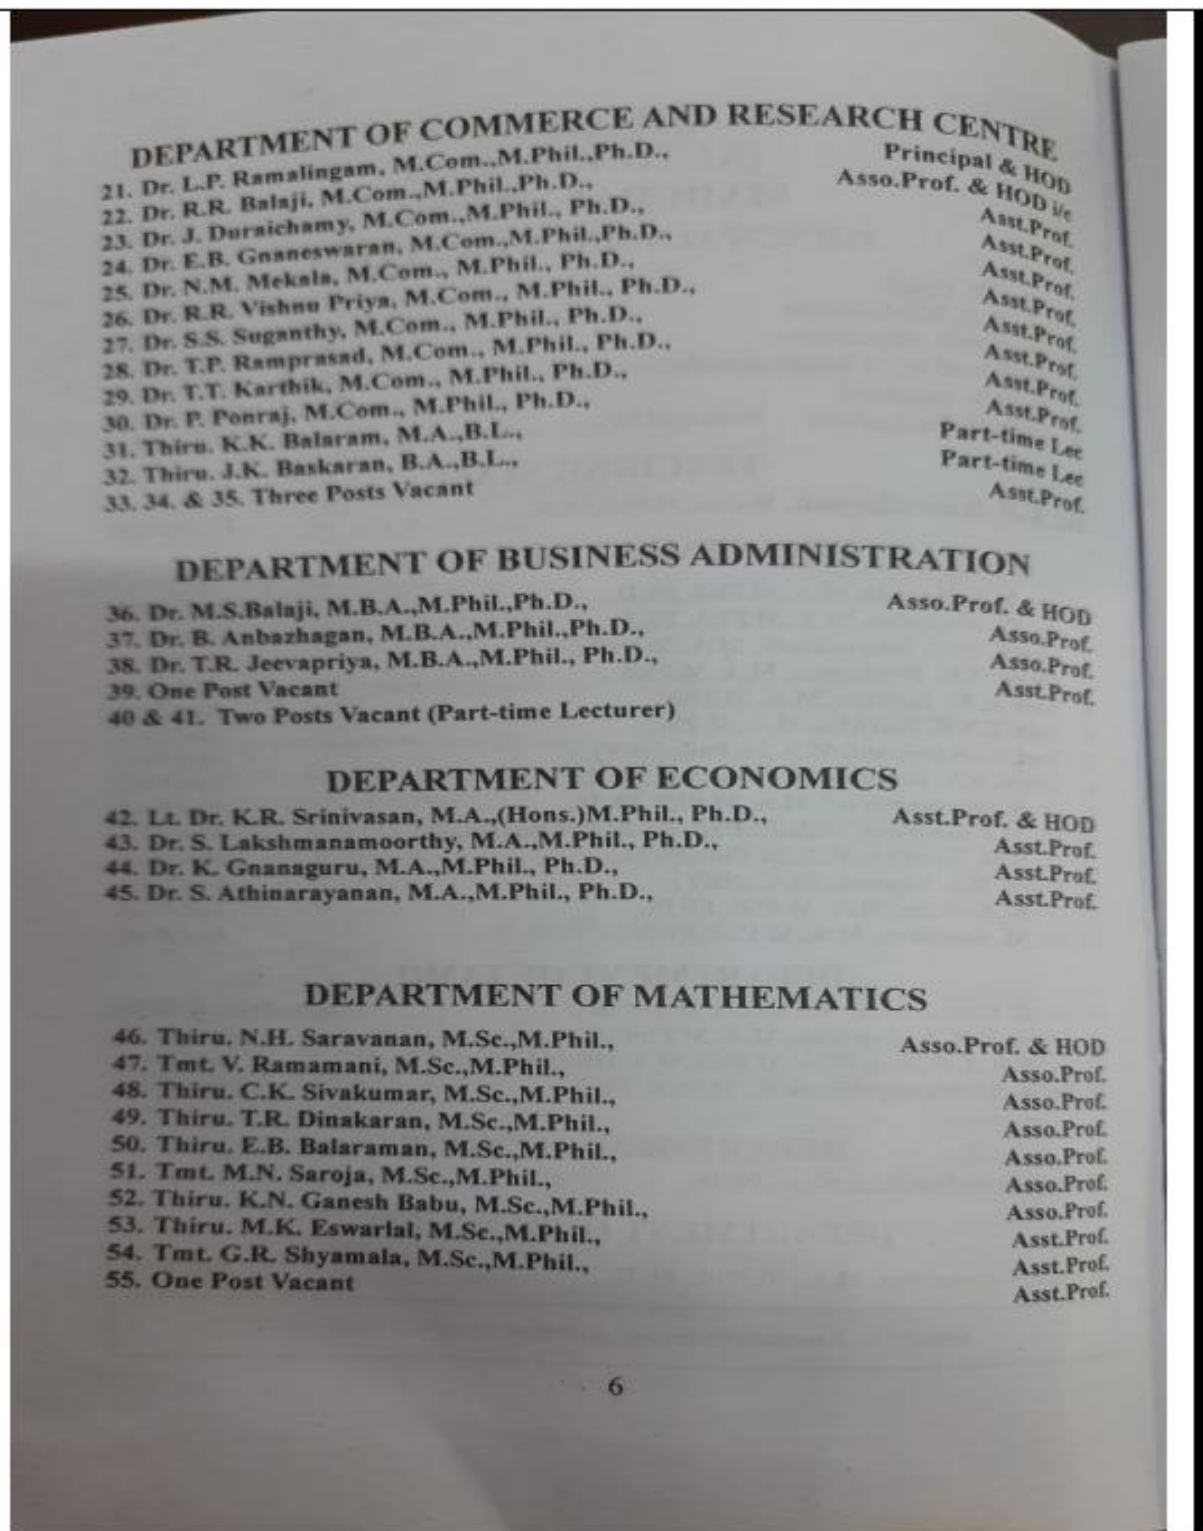 DEPARTMENT OF COMMERCE AND RESEARCH CENTRE
21. Dr. L.P. Ramalingam, M.Com.,M.Phil.,Ph.D., Principal & HOD
22. Dr. R.R. Balaji, M.Com.,M.Phil.,Ph.D., Asso.Prof. & HOD i/c
23. Dr. J. Duraichamy, M.Com.,M.Phil., Ph.D., Asst.Prof.
24. Dr. E.B. Gnaneswaran, M.Com.,M.Phil.,Ph.D., Asst.Prof.
25. Dr. N.M. Mekala, M.Com., M.Phil., Ph.D., Asst.Prof.
26. Dr. R.R. Vishnu Priya, M.Com., M.Phil., Ph.D., Asst.Prof.
27. Dr. S.S. Suganthy, M.Com., M.Phil., Ph.D., Asst.Prof.
28. Dr. T.P. Ramprasad, M.Com., M.Phil., Ph.D., Asst.Prof.
29. Dr. T.T. Karthik, M.Com., M.Phil., Ph.D., Asst.Prof.
30. Dr. P. Ponraj, M.Com., M.Phil., Ph.D., Asst.Prof.
31. Thiru. K.K. Balaram, M.A.,B.L., Part-time Lec
32. Thiru. J.K. Baskaran, B.A.,B.L., Part-time Lec
33. 34. & 35. Three Posts Vacant Asst.Prof.
DEPARTMENT OF BUSINESS ADMINISTRATION
36. Dr. M.S.Balaji, M.B.A.,M.Phil.,Ph.D., Asso.Prof. & HOD
37. Dr. B. Anbazhagan, M.B.A.,M.Phil.,Ph.D., Asso.Prof.
38. Dr. T.R. Jeevapriya, M.B.A.,M.Phil., Ph.D., Asso.Prof.
39. One Post Vacant Asst.Prof.
40 & 41. Two Posts Vacant (Part-time Lecturer)
DEPARTMENT OF ECONOMICS
42. Lt. Dr. K.R. Srinivasan, M.A.,(Hons.)M.Phil., Ph.D., Asst.Prof. & HOD
43. Dr. S. Lakshmanamoorthy, M.A.,M.Phil., Ph.D., Asst.Prof.
44. Dr. K. Gnanaguru, M.A.,M.Phil., Ph.D., Asst.Prof.
45. Dr. S. Athinarayanan, M.A.,M.Phil., Ph.D., Asst.Prof.
DEPARTMENT OF MATHEMATICS
46. Thiru. N.H. Saravanan, M.Sc.,M.Phil., Asso.Prof. & HOD
47. Tmt. V. Ramamani, M.Sc.,M.Phil., Asso.Prof.
48. Thiru. C.K. Sivakumar, M.Sc.,M.Phil., Asso.Prof.
49. Thiru. T.R. Dinakaran, M.Sc.,M.Phil., Asso.Prof.
50. Thiru. E.B. Balaraman, M.Sc.,M.Phil., Asso.Prof.
51. Tmt. M.N. Saroja, M.Sc.,M.Phil., Asso.Prof.
52. Thiru. K.N. Ganesh Babu, M.Sc.,M.Phil., Asso.Prof.
53. Thiru. M.K. Eswarlal, M.Sc.,M.Phil., Asst.Prof.
54. Tmt. G.R. Shyamala, M.Sc.,M.Phil., Asst.Prof.
55. One Post Vacant Asst.Prof.
6